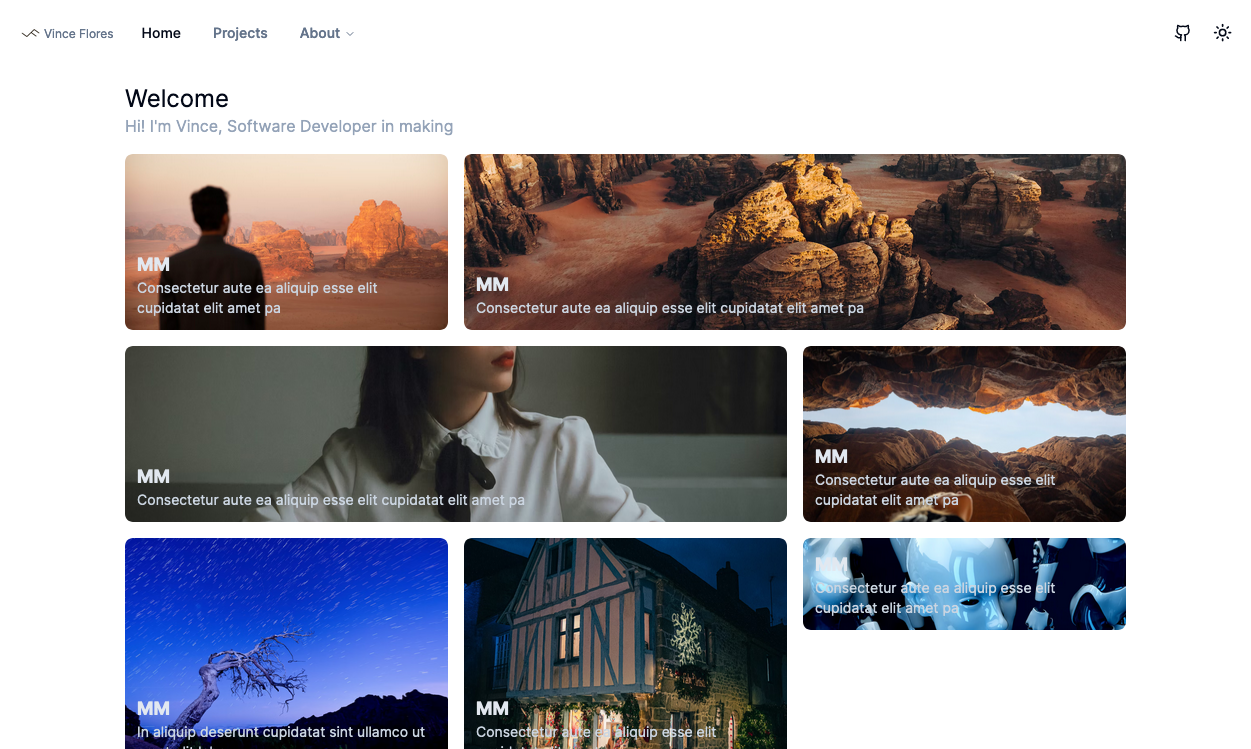 Vince Flores Home Projects About
Welcome
Hi! I'm Vince, Software Developer in making
MM
Consectetur aute ea aliquip esse elit
cupidatat elit amet pa
MM
Consectetur aute ea aliquip esse elit cupidatat elit amet pa
MM
Consectetur aute ea aliquip esse elit cupidatat elit amet pa
MM
Consectetur aute ea aliquip esse elit
cupidatat elit amet pa
MM
In aliquip deserunt cupidatat sint ullamco ut
MM
Consectetur aute ea aliquip esse elit
MM
Consectetur aute ea aliquip esse elit
cupidatat elit amet pa